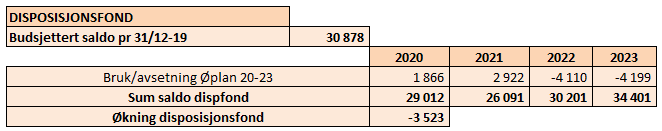 DISPOSISJONSFOND
Budsjettert saldo pr 31/12-19 30 878
2020 2021 2022 2023
Bruk/avsetning Øplan 20-23 1 866 2 922 -4 110 -4 199
Sum saldo dispfond 29 012 26 091 30 201 34 401
Økning disposisjonsfond -3 523